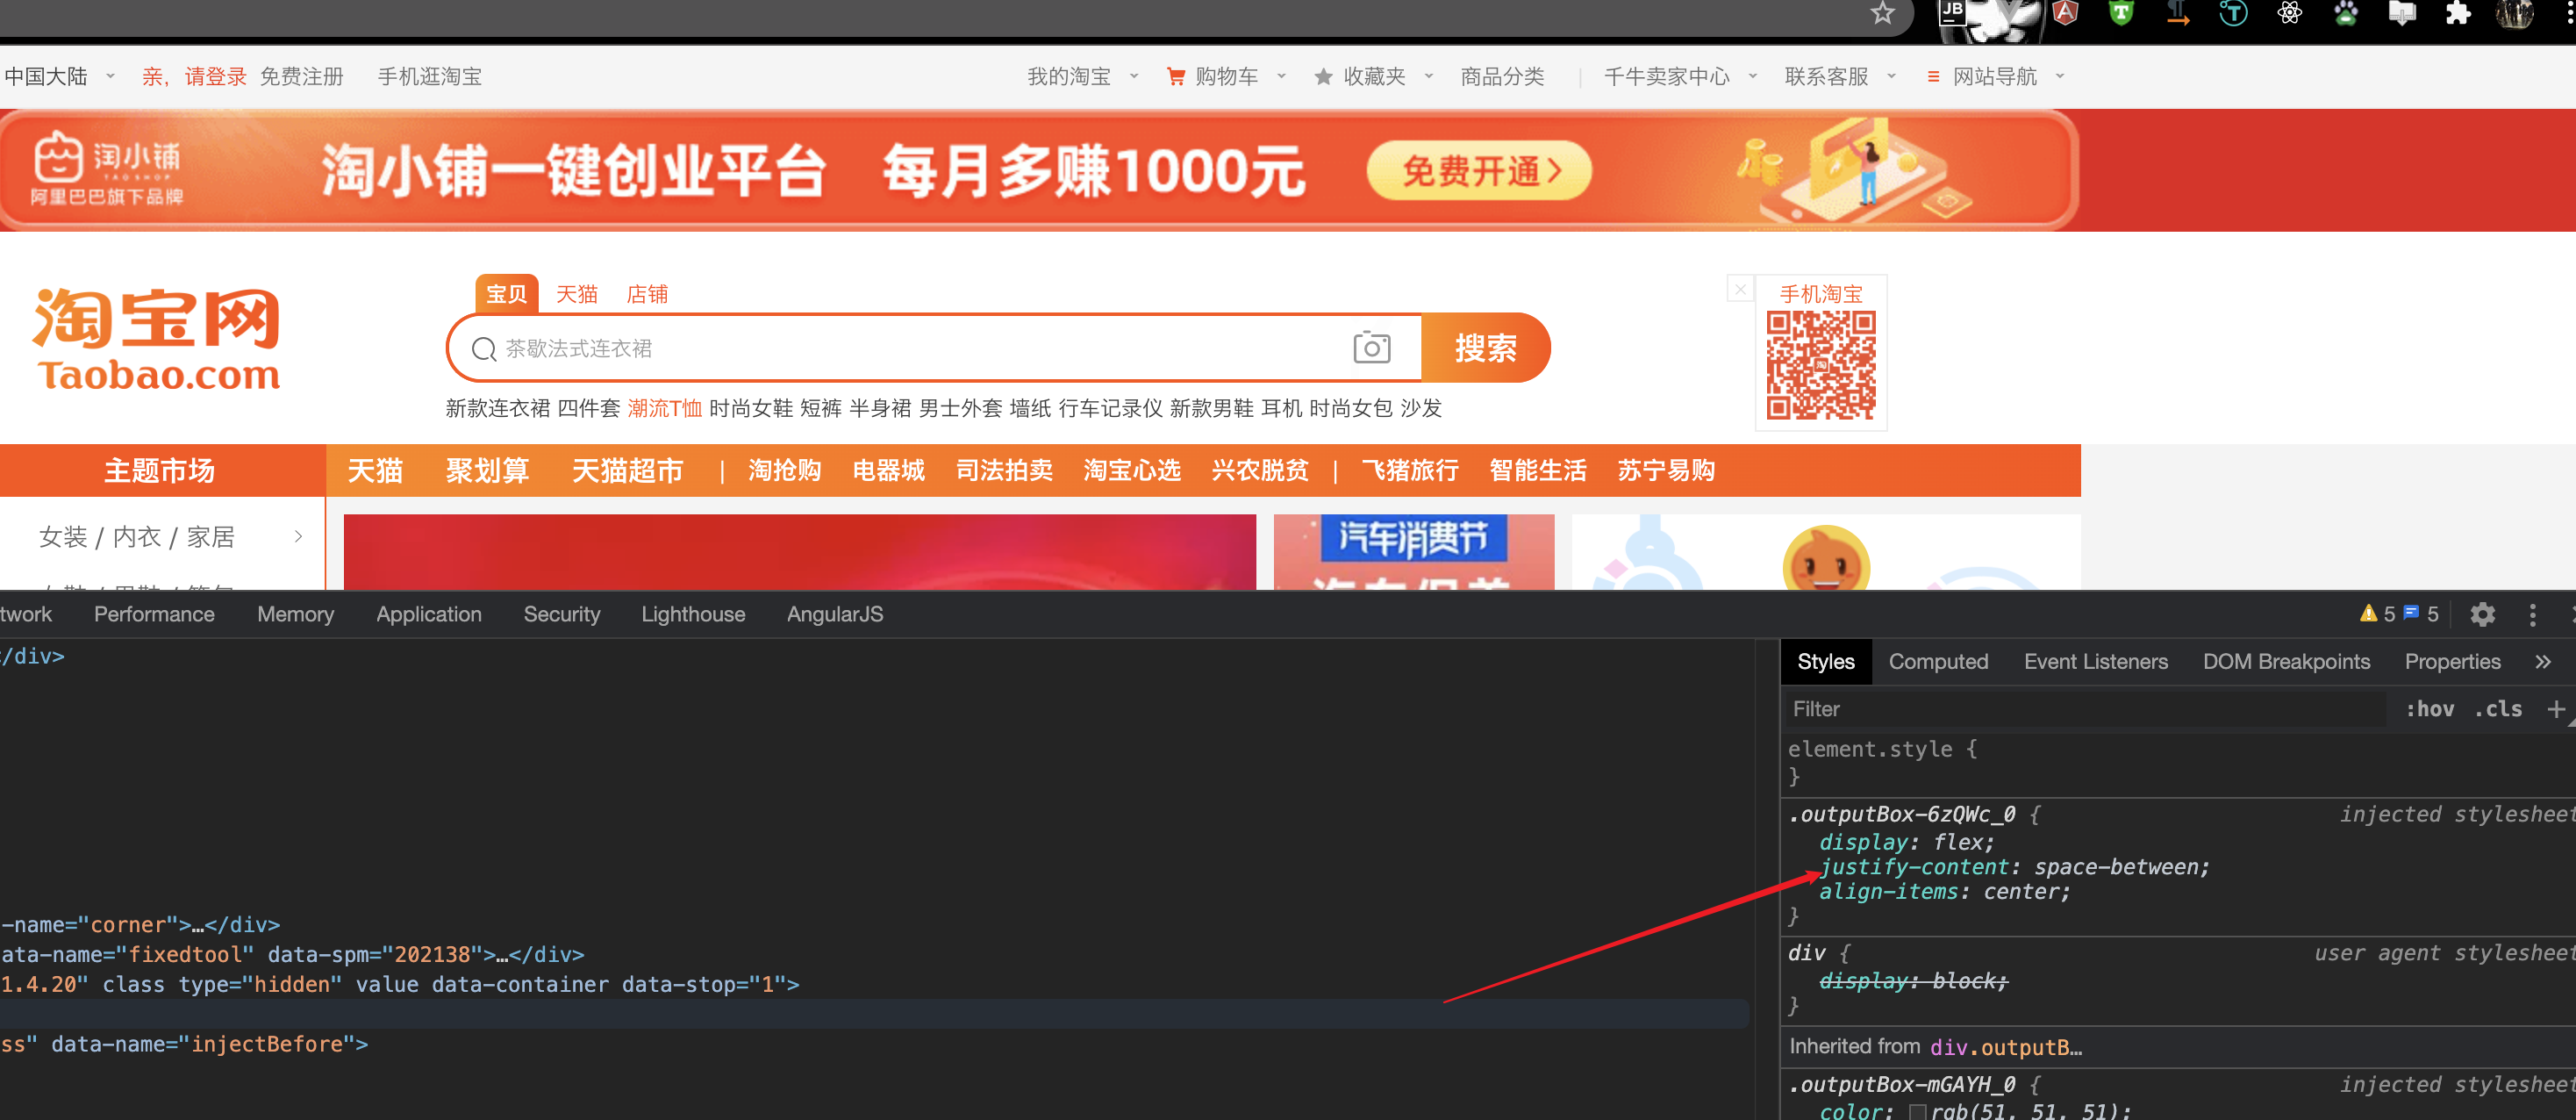 JB
中国大陆 亲，请登录 免费注册 手机逛淘宝 我的淘宝 购物车 收藏夹 商品分类 千牛卖家中心 联系客服 网站导航
淘小铺
TAO SHOP
阿里巴巴旗下品牌
淘小铺一键创业平台 每月多赚1000元 免费开通>
宝贝 天猫 店铺
手机淘宝
淘宝网
Taobao.com
茶歇法式连衣裙 搜索
新款连衣裙 四件套 潮流T恤 时尚女鞋 短裤 半身裙 男士外套 墙纸 行车记录仪 新款男鞋 耳机 时尚女包 沙发
主题市场 天猫 聚划算 天猫超市 | 淘抢购 电器城 司法拍卖 淘宝心选 兴农脱贫 | 飞猪旅行 智能生活 苏宁易购
女装 / 内衣 / 家居
汽车消费节
twork Performance Memory Application Security Lighthouse AngularJS 5 5
</div>
-name="corner">…</div>
ata-name="fixedtool" data-spm="202138">…</div>
1.4.20" class type="hidden" value data-container data-stop="1">
ss" data-name="injectBefore">
Styles Computed Event Listeners DOM Breakpoints Properties »
Filter :hov .cls +
element.style {
}
.outputBox-6zQWc_0 { injected stylesheet
display: flex;
justify-content: space-between;
align-items: center;
}
div { user agent stylesheet
display: block;
}
Inherited from div.outputB…
.outputBox-mGAYH_0 { injected stylesheet
color: rgb(51, 51, 51);